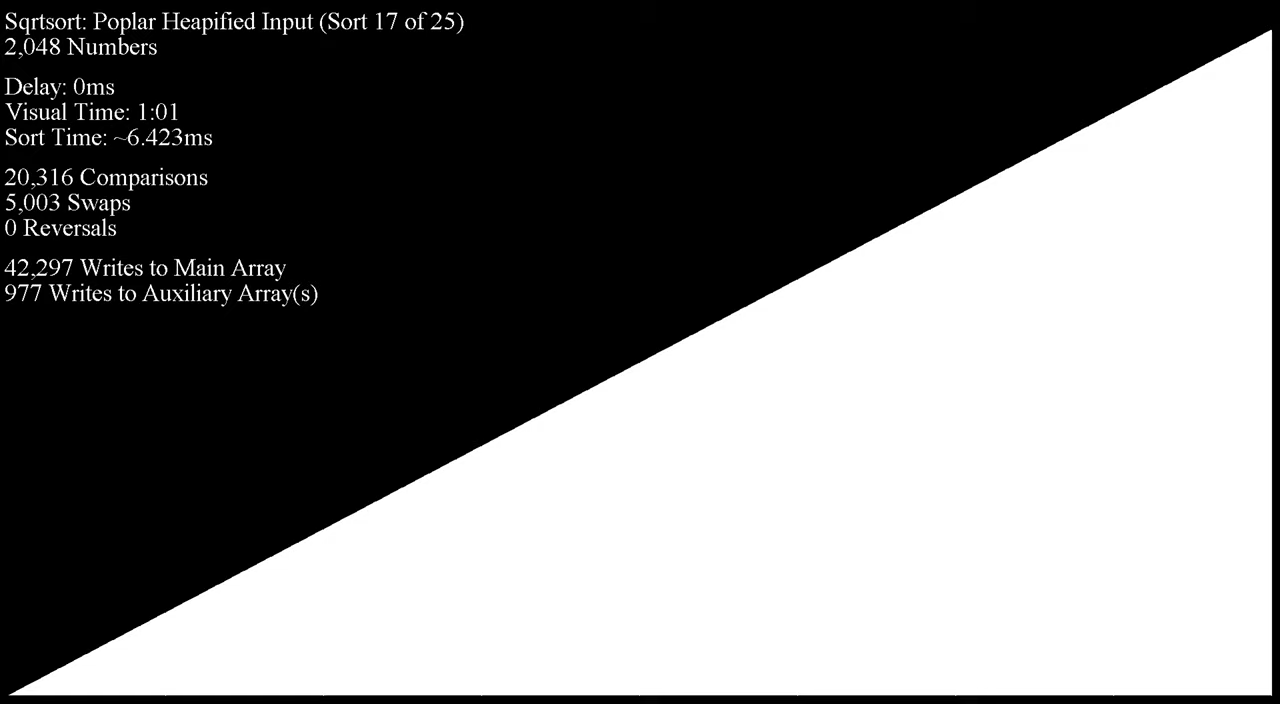 Sqrtsort: Poplar Heapified Input (Sort 17 of 25)
2,048 Numbers
Delay: 0ms
Visual Time: 1:01
Sort Time: ~6.423ms
20,316 Comparisons
5,003 Swaps
0 Reversals
42,297 Writes to Main Array
977 Writes to Auxiliary Array(s)